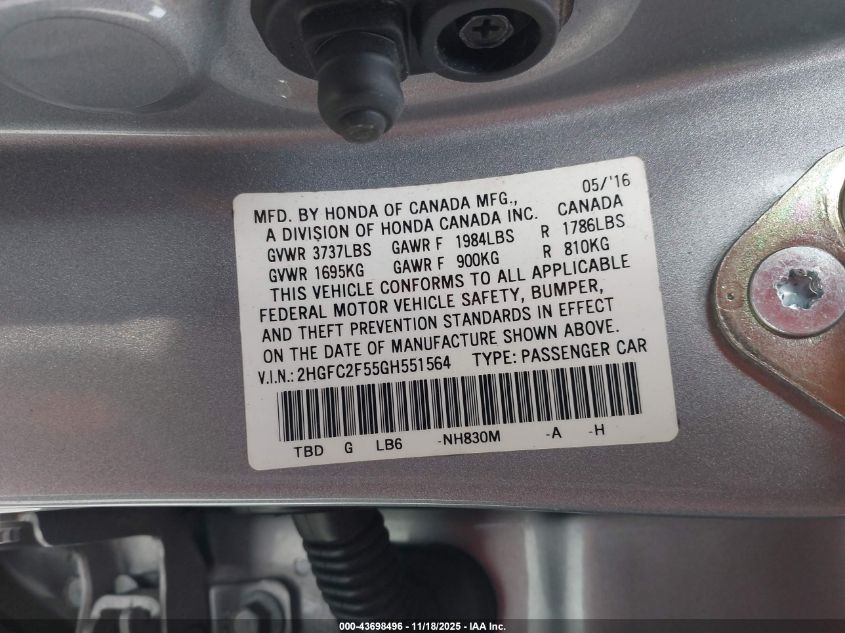 MFD. BY HONDA OF CANADA MFG., 05/'16
A DIVISION OF HONDA CANADA INC. CANADA
GVWR 3737LBS GAWR F 1984LBS R 1786LBS
GVWR 1695KG GAWR F 900KG R 810KG
THIS VEHICLE CONFORMS TO ALL APPLICABLE
FEDERAL MOTOR VEHICLE SAFETY, BUMPER,
AND THEFT PREVENTION STANDARDS IN EFFECT
ON THE DATE OF MANUFACTURE SHOWN ABOVE.
V.I.N.: 2HGFC2F55GH551564 TYPE: PASSENGER CAR
TBD G LB6 -NH830M -A -H
000-43698496 - 11/18/2025 - IAA Inc.